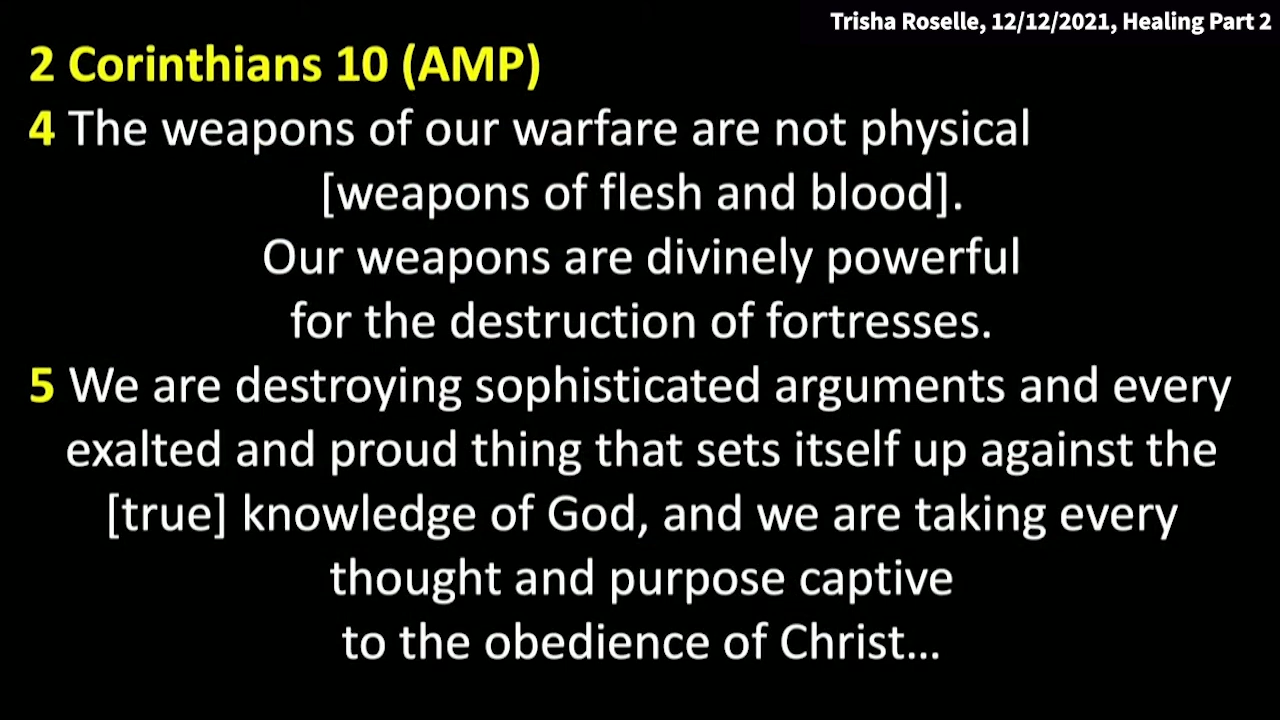 Trisha Roselle, 12/12/2021, Healing Part 2
2 Corinthians 10 (AMP)
4 The weapons of our warfare are not physical
[weapons of flesh and blood].
Our weapons are divinely powerful
for the destruction of fortresses.
5 We are destroying sophisticated arguments and every
exalted and proud thing that sets itself up against the
[true] knowledge of God, and we are taking every
thought and purpose captive
to the obedience of Christ...